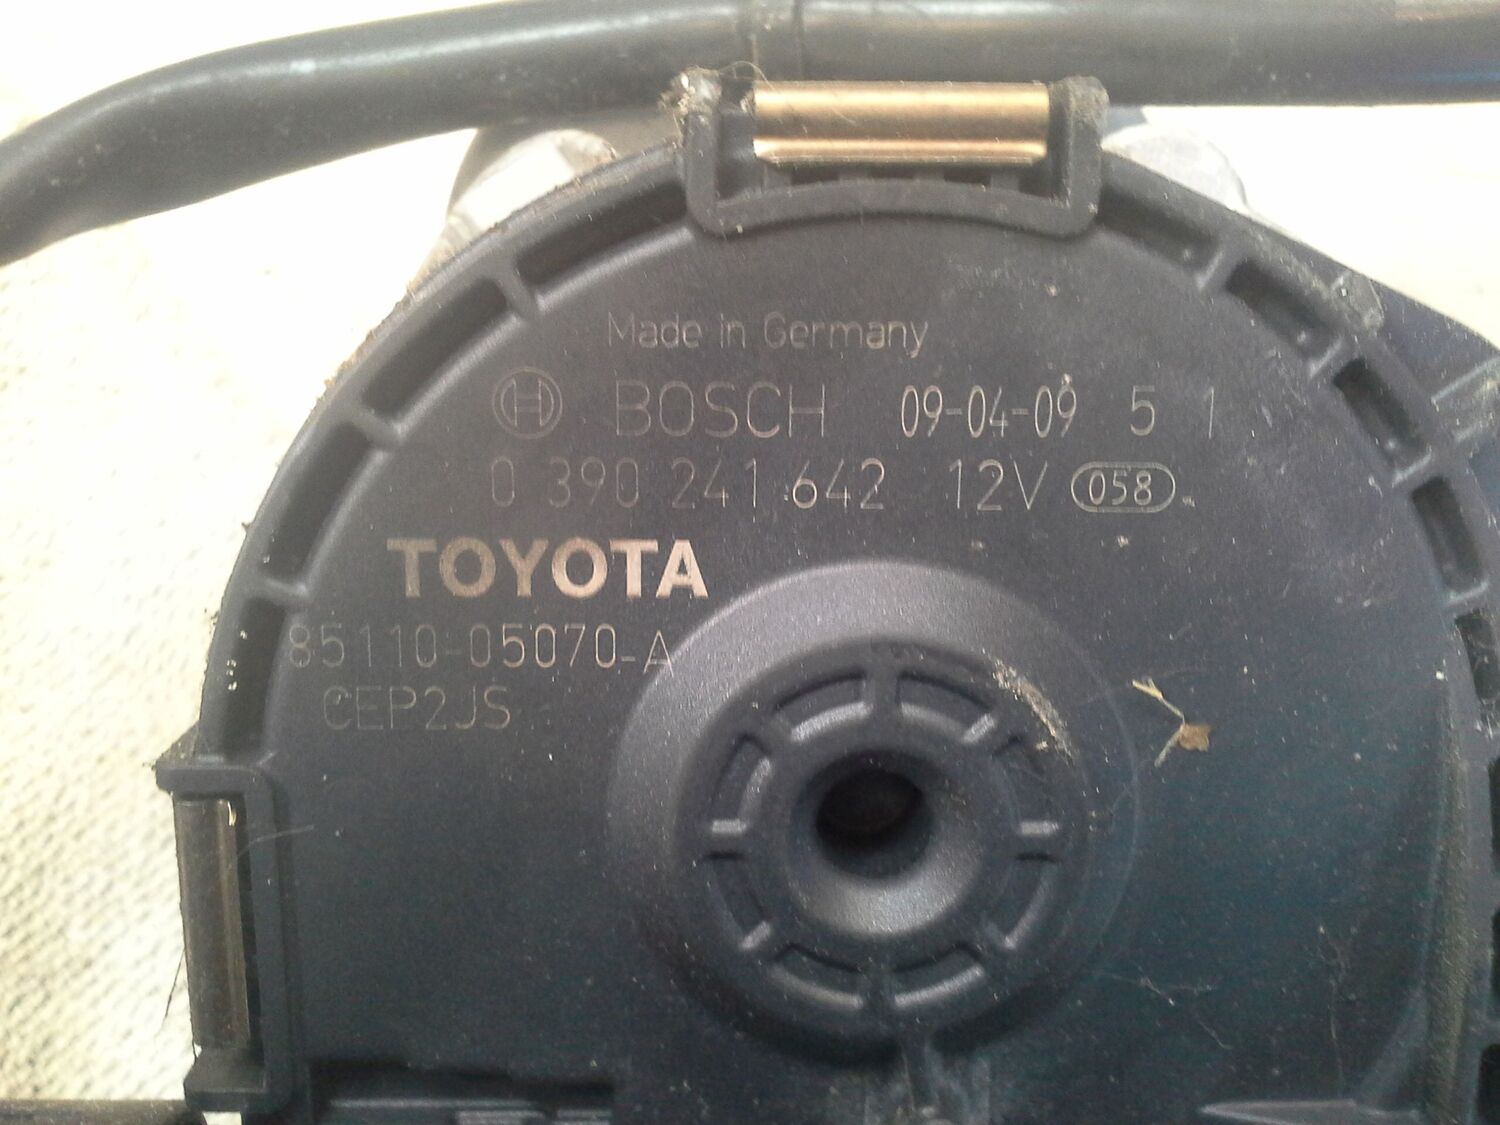 Made in Germany
BOSCH 09-04-09 5 1
0 390 241 642 12V 058
TOYOTA
85110-05070-A
CEP2JS